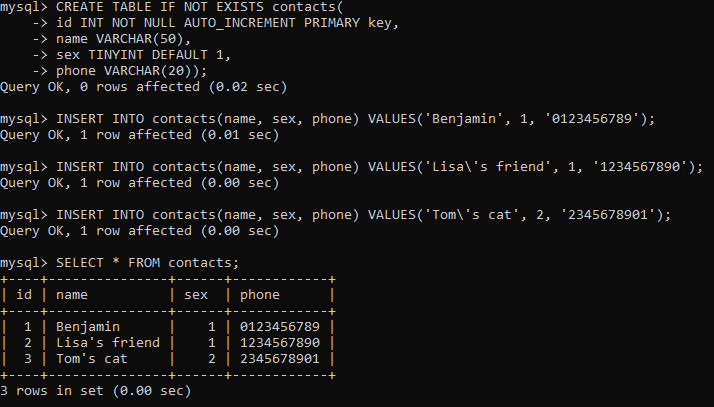 mysql> CREATE TABLE IF NOT EXISTS contacts(
    -> id INT NOT NULL AUTO_INCREMENT PRIMARY key,
    -> name VARCHAR(50),
    -> sex TINYINT DEFAULT 1,
    -> phone VARCHAR(20));
Query OK, 0 rows affected (0.02 sec)

mysql> INSERT INTO contacts(name, sex, phone) VALUES('Benjamin', 1, '0123456789');
Query OK, 1 row affected (0.01 sec)

mysql> INSERT INTO contacts(name, sex, phone) VALUES('Lisa\'s friend', 1, '1234567890');
Query OK, 1 row affected (0.00 sec)

mysql> INSERT INTO contacts(name, sex, phone) VALUES('Tom\'s cat', 2, '2345678901');
Query OK, 1 row affected (0.00 sec)

mysql> SELECT * FROM contacts;
+----+---------------+------+------------+
| id | name          | sex  | phone      |
+----+---------------+------+------------+
|  1 | Benjamin      |    1 | 0123456789 |
|  2 | Lisa's friend |    1 | 1234567890 |
|  3 | Tom's cat     |    2 | 2345678901 |
+----+---------------+------+------------+
3 rows in set (0.00 sec)